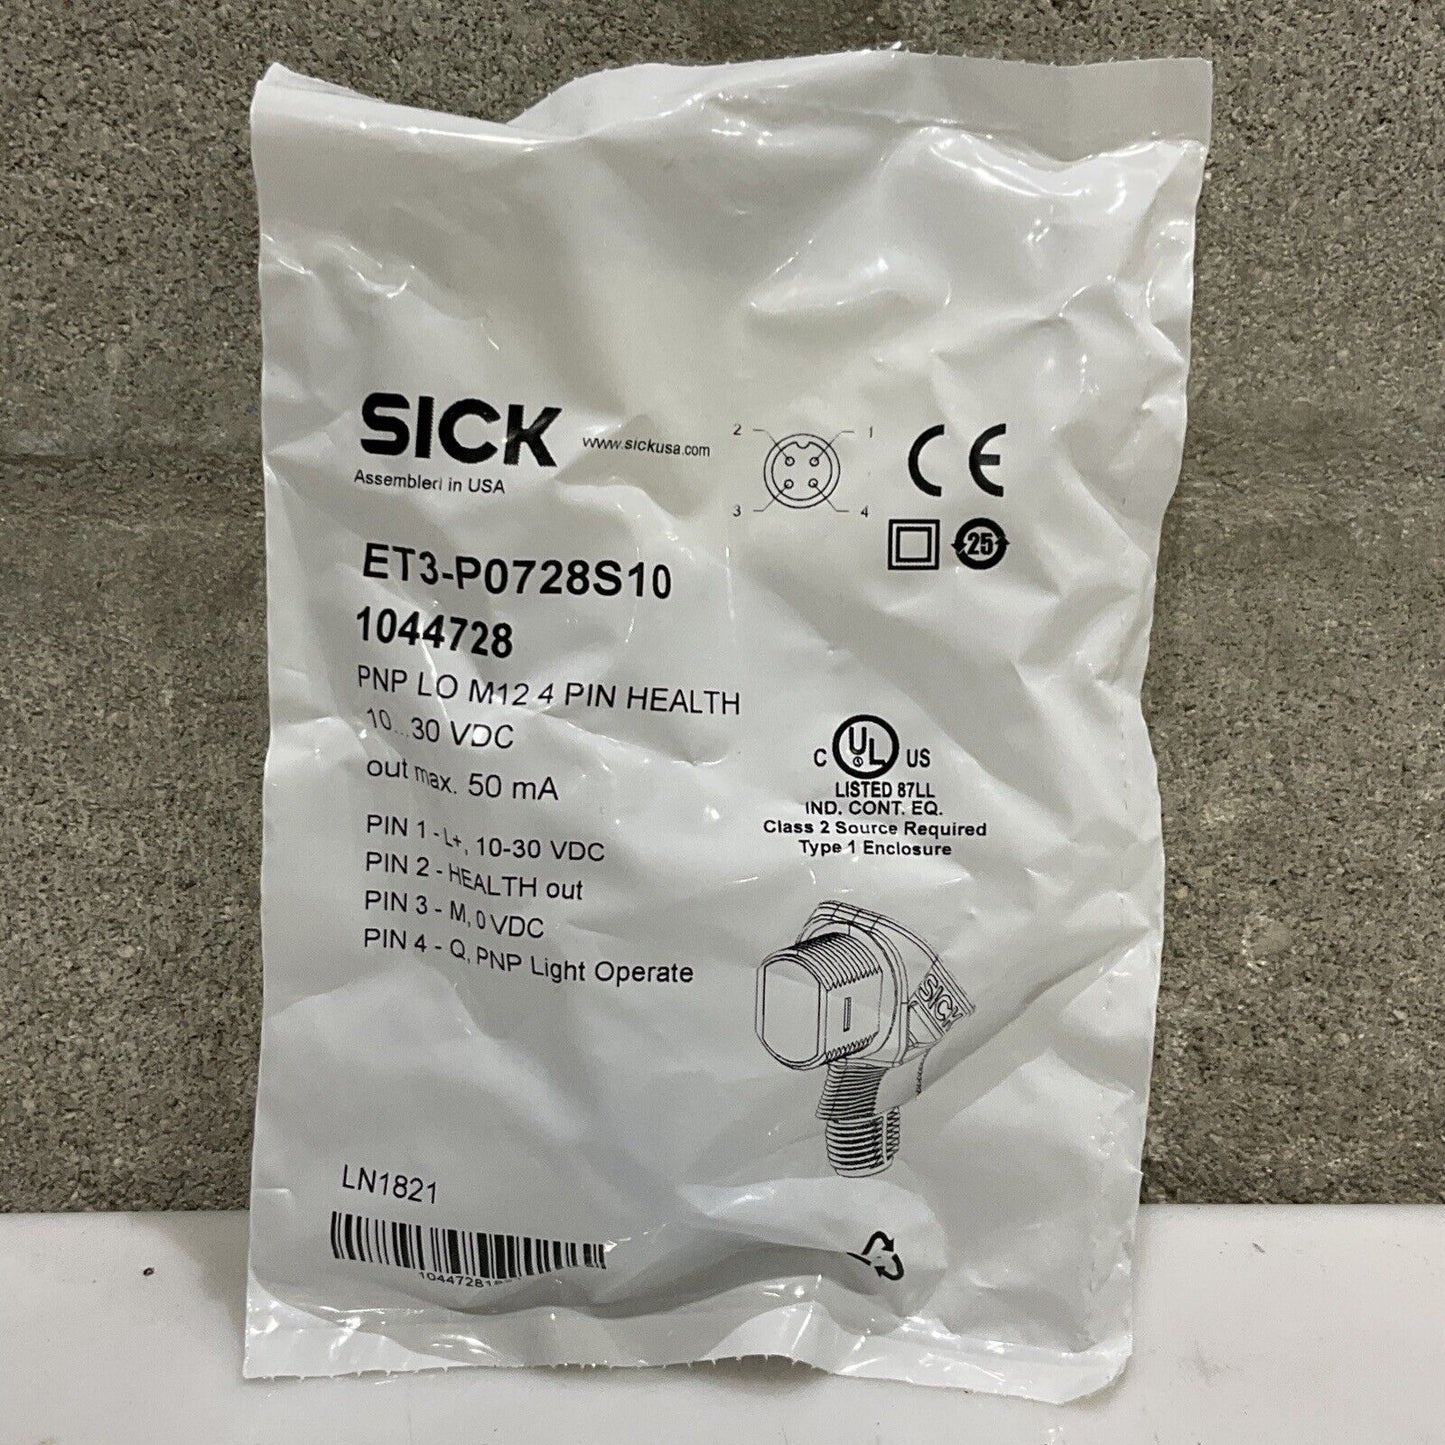 SICK
www.sickusa.com
Assembled in USA
2
1
3
4
CE
25
ET3-P0728S10
1044728
PNP LO M12 4 PIN HEALTH
10...30 VDC
out max. 50 mA
PIN 1 - L+, 10-30 VDC
PIN 2 - HEALTH out
PIN 3 - M, 0 VDC
PIN 4 - Q, PNP Light Operate
C UL US
LISTED 87LL
IND. CONT. EQ.
Class 2 Source Required
Type 1 Enclosure
SICK
LN1821
10447281